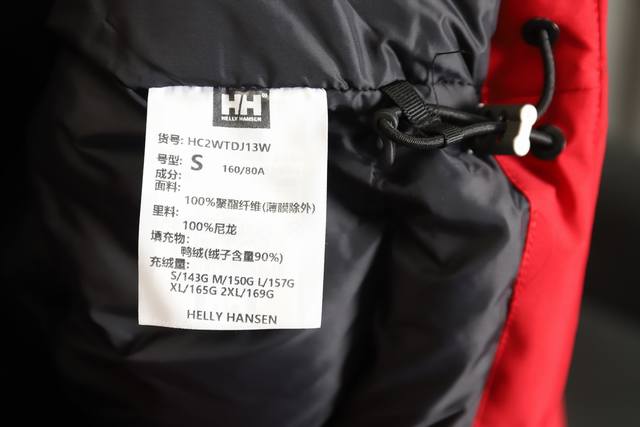 HH
HELLY HANSEN
货号: HC2WTDJ13W
号型: S 160/80A
成分:
面料:
100%聚酯纤维(薄膜除外)
里料:
100%尼龙
填充物:
鸭绒(绒子含量90%)
充绒量:
S/143G M/150G L/157G
XL/165G 2XL/169G
HELLY HANSEN